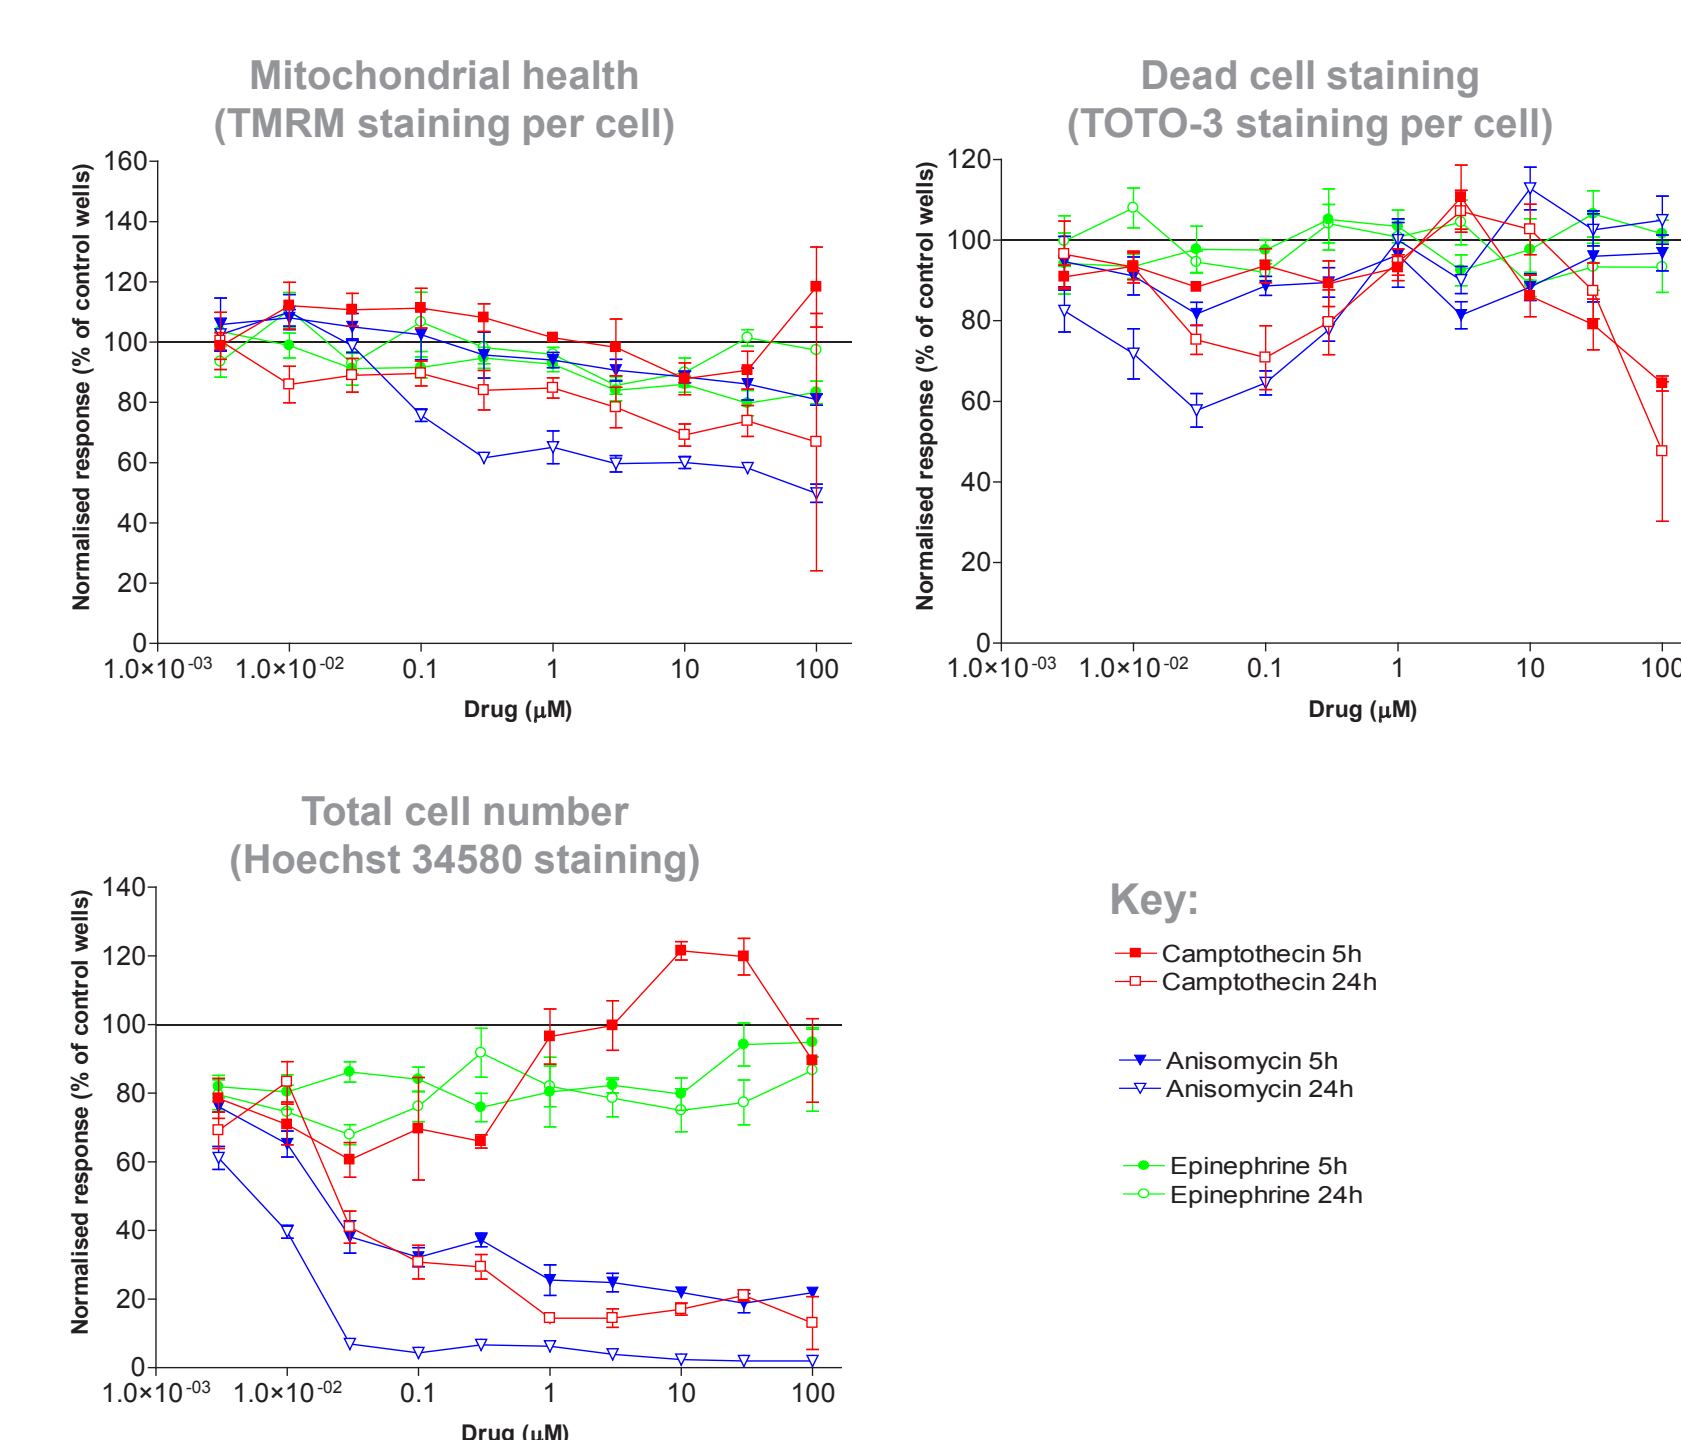 Mitochondrial health
(TMRM staining per cell)
Normalised response (% of control wells)
160
140
120
100
80
60
40
20
0
1.0×10-03 1.0×10-02 0.1 1 10 100
Drug (µM)
Dead cell staining
(TOTO-3 staining per cell)
Normalised response (% of control wells)
120
100
80
60
40
20
0
1.0×10-03 1.0×10-02 0.1 1 10 100
Drug (µM)
Total cell number
(Hoechst 34580 staining)
Normalised response (% of control wells)
140
120
100
80
60
40
20
0
1.0×10-03 1.0×10-02 0.1 1 10 100
Drug (µM)
Key:
Camptothecin 5h
Camptothecin 24h
Anisomycin 5h
Anisomycin 24h
Epinephrine 5h
Epinephrine 24h